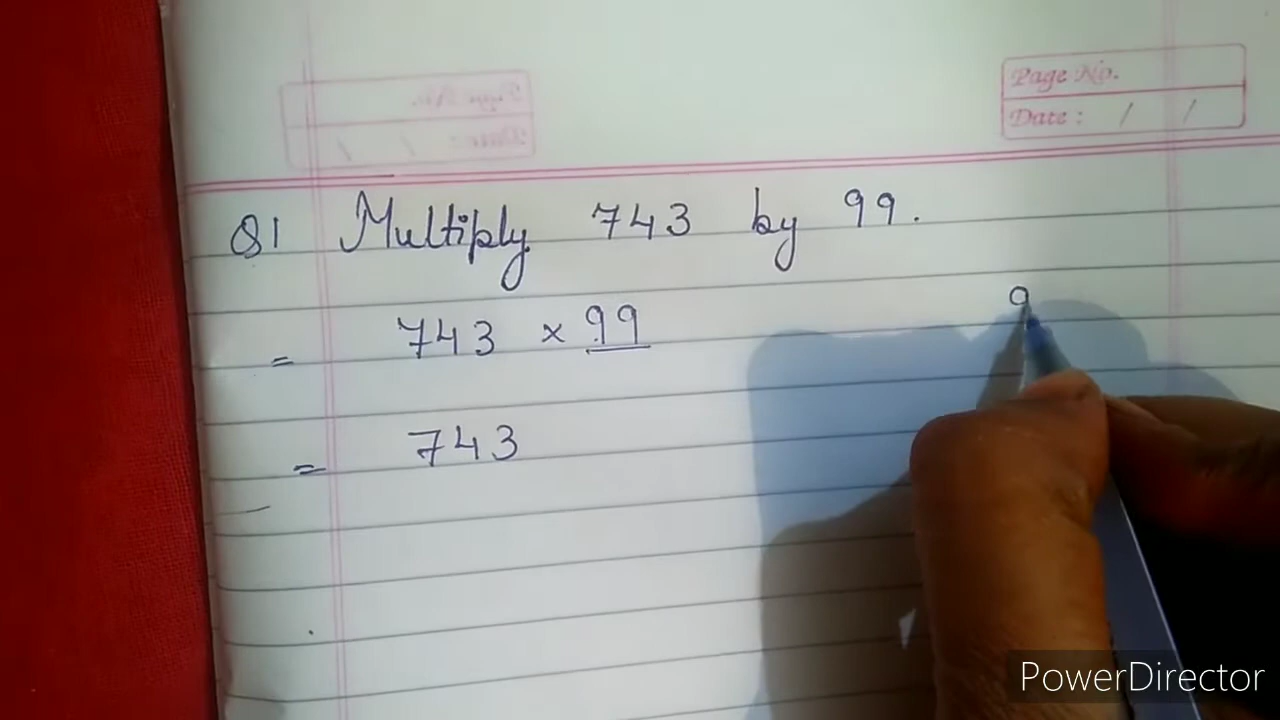 Page No.
Date : / /
Q1 Multiply 743 by 99.
= 743 × 99
9
= 743
PowerDirector